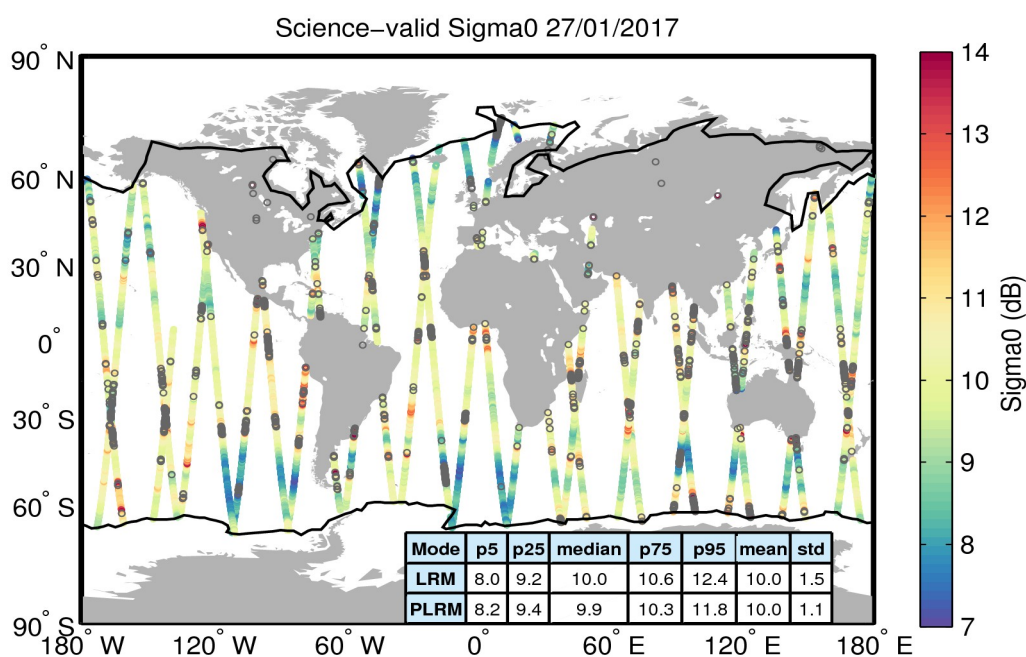 Science−valid Sigma0 27/01/2017
90° N
60° N
30° N
0°
30° S
60° S
90° S
180° W
120° W
60° W
0°
60° E
120° E
180° E
14
13
12
11
10
9
8
7
Sigma0 (dB)
Mode p5 p25 median p75 p95 mean std
LRM 8.0 9.2 10.0 10.6 12.4 10.0 1.5
PLRM 8.2 9.4 9.9 10.3 11.8 10.0 1.1